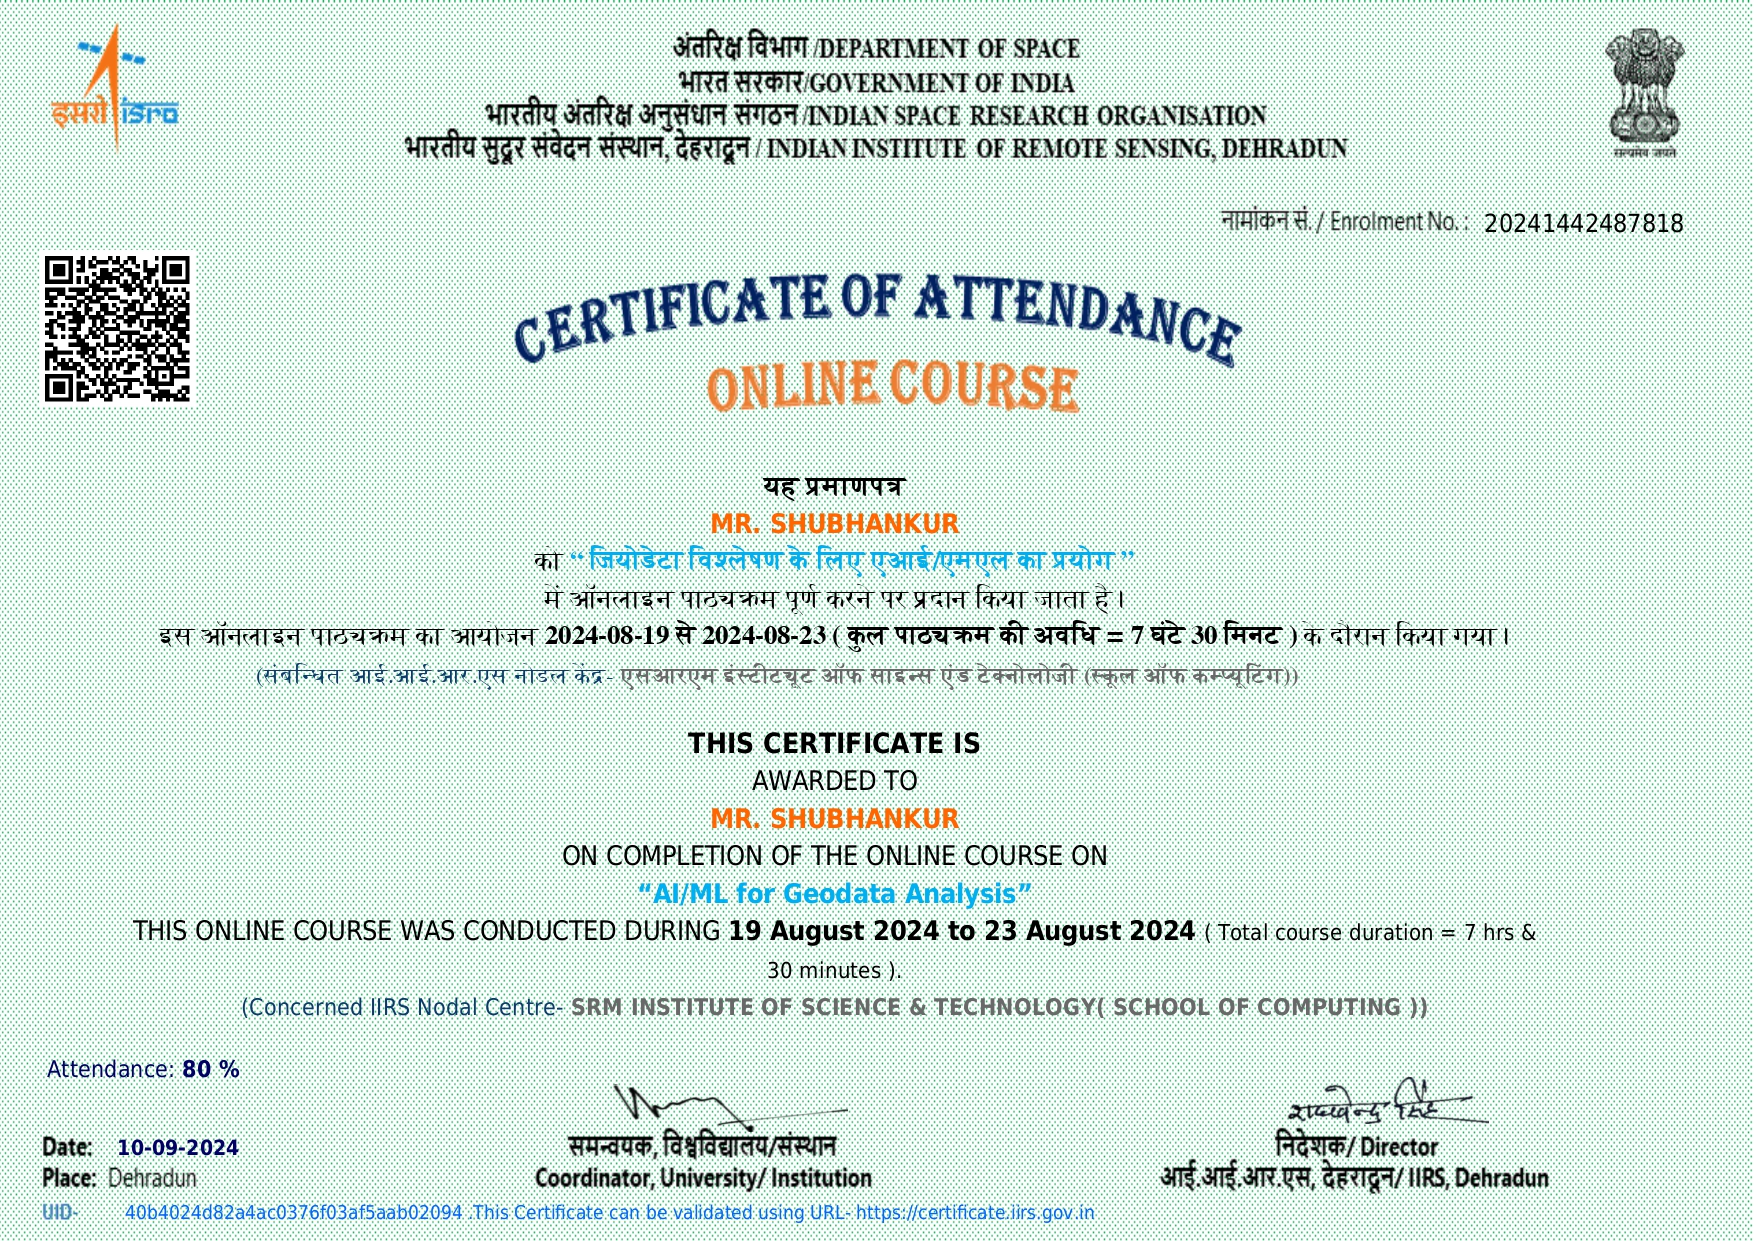 इसरो isro
अंतरिक्ष विभाग /DEPARTMENT OF SPACE
भारत सरकार/GOVERNMENT OF INDIA
भारतीय अंतरिक्ष अनुसंधान संगठन /INDIAN SPACE RESEARCH ORGANISATION
भारतीय सुदूर संवेदन संस्थान, देहरादून / INDIAN INSTITUTE OF REMOTE SENSING, DEHRADUN
सत्यमेव जयते
नामांकन सं. / Enrolment No. : 20241442487818
CERTIFICATE OF ATTENDANCE
ONLINE COURSE
यह प्रमाणपत्र
MR. SHUBHANKUR
को “ जियोडेटा विश्लेषण के लिए एआई/एमएल का प्रयोग ”
में ऑनलाइन पाठ्यक्रम पूर्ण करने पर प्रदान किया जाता है।
इस ऑनलाइन पाठ्यक्रम का आयोजन 2024-08-19 से 2024-08-23 ( कुल पाठ्यक्रम की अवधि = 7 घंटे 30 मिनट ) के दौरान किया गया।
(संबन्धित आई.आई.आर.एस नोडल केंद्र- एसआरएम इंस्टीट्यूट ऑफ साइन्स एंड टेक्नोलोजी (स्कूल ऑफ कम्प्यूटिंग))
THIS CERTIFICATE IS
AWARDED TO
MR. SHUBHANKUR
ON COMPLETION OF THE ONLINE COURSE ON
“AI/ML for Geodata Analysis”
THIS ONLINE COURSE WAS CONDUCTED DURING 19 August 2024 to 23 August 2024 ( Total course duration = 7 hrs &
30 minutes ).
(Concerned IIRS Nodal Centre- SRM INSTITUTE OF SCIENCE & TECHNOLOGY( SCHOOL OF COMPUTING ))
Attendance: 80 %
Date: 10-09-2024
Place: Dehradun
समन्वयक, विश्वविद्यालय/संस्थान
Coordinator, University/ Institution
निदेशक/ Director
आई.आई.आर.एस, देहरादून/ IIRS, Dehradun
UID- 40b4024d82a4ac0376f03af5aab02094 .This Certificate can be validated using URL- https://certificate.iirs.gov.in